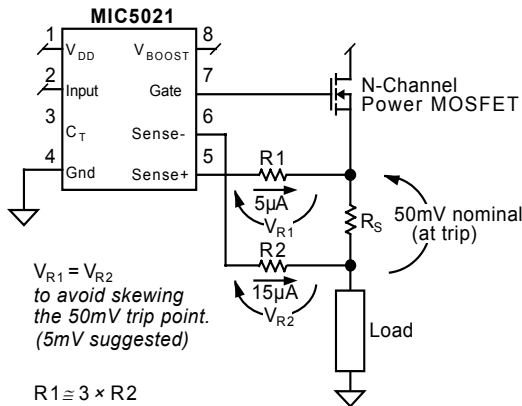 MIC5021
1
V_DD
V_BOOST
8
2
Input
Gate
7
N-Channel
Power MOSFET
3
C_T
Sense-
6
4
Gnd
Sense+
5
R1
5µA
V_R1
R_S
50mV nominal
(at trip)
R2
15µA
V_R2
V_R1 = V_R2
to avoid skewing
the 50mV trip point.
(5mV suggested)
Load
R1 ≅ 3 × R2